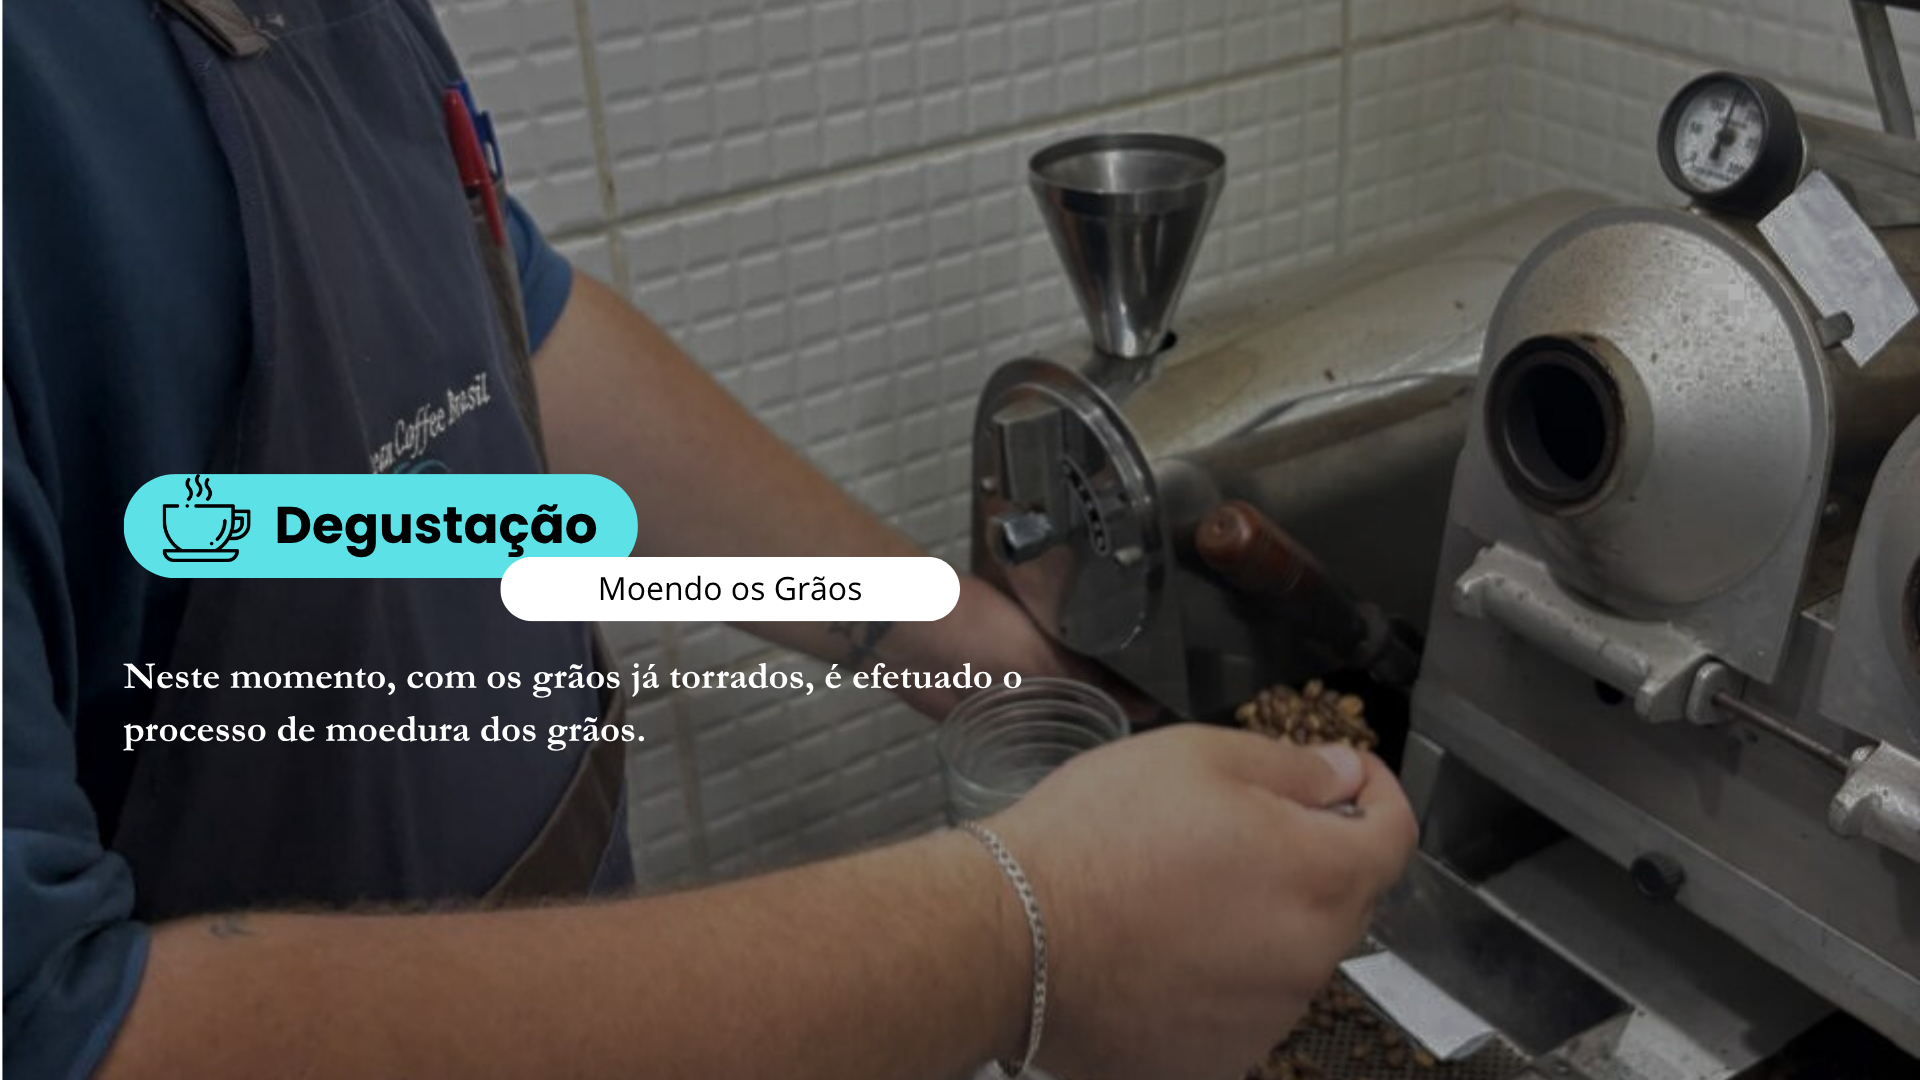 Coffee Brasil
Degustação
Moendo os Grãos
Neste momento, com os grãos já torrados, é efetuado o
processo de moedura dos grãos.